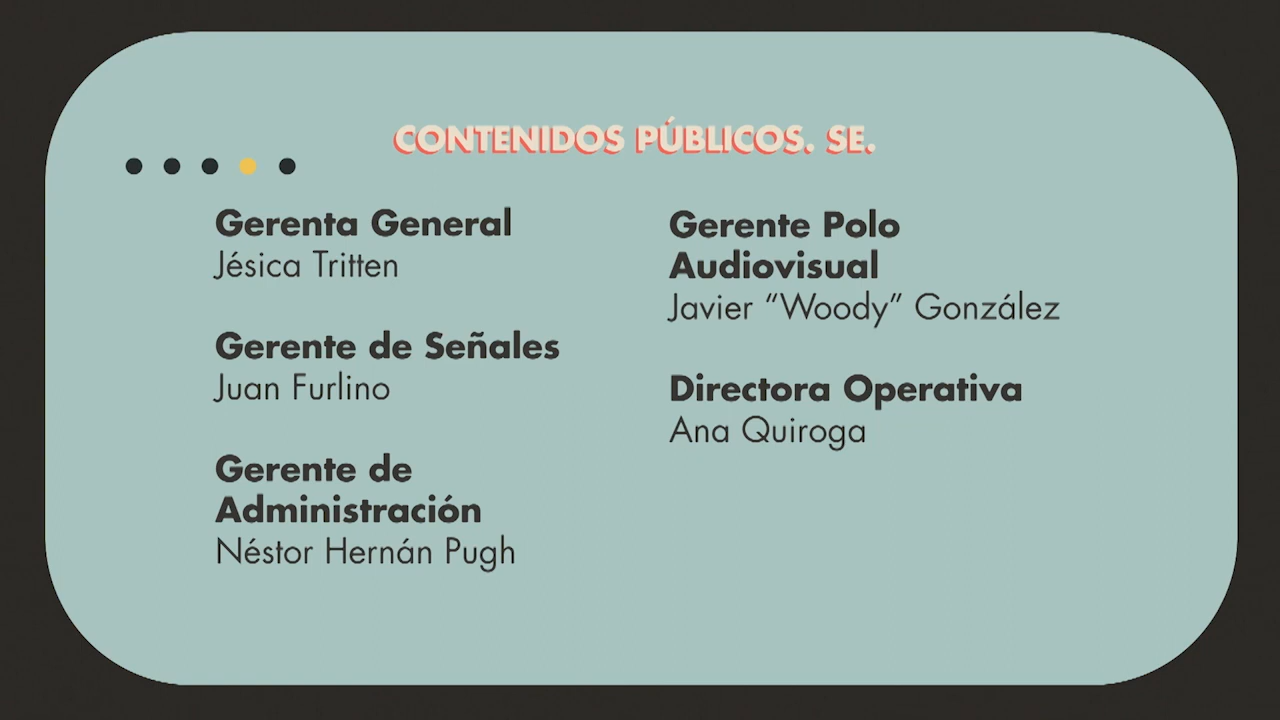 CONTENIDOS PÚBLICOS. SE.
Gerenta General
Jésica Tritten
Gerente de Señales
Juan Furlino
Gerente de
Administración
Néstor Hernán Pugh
Gerente Polo
Audiovisual
Javier “Woody” González
Directora Operativa
Ana Quiroga